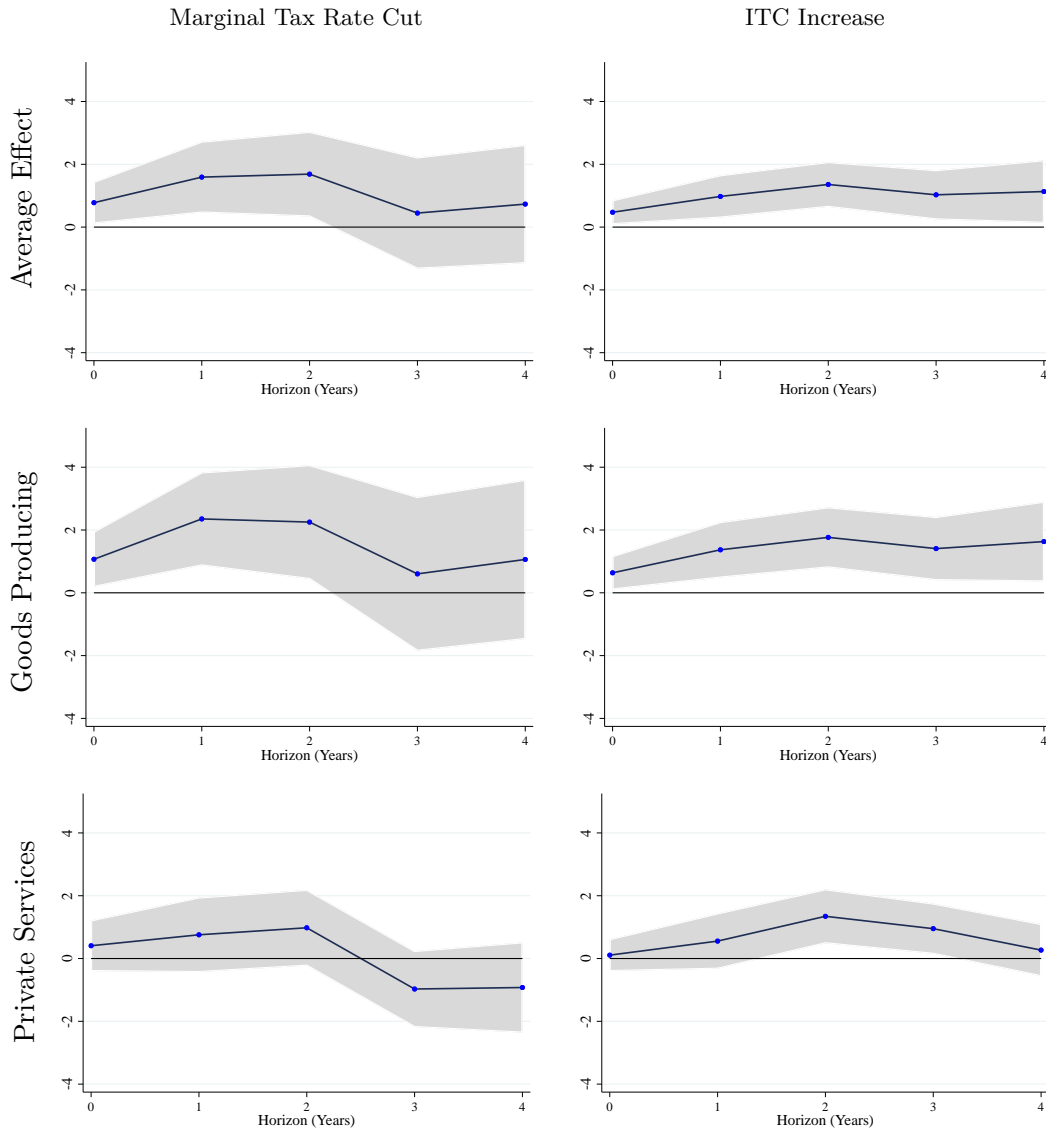 Marginal Tax Rate Cut
ITC Increase
Average Effect
4
2
0
-2
-4
0 1 2 3 4
Horizon (Years)
4
2
0
-2
-4
0 1 2 3 4
Horizon (Years)
Goods Producing
4
2
0
-2
-4
0 1 2 3 4
Horizon (Years)
4
2
0
-2
-4
0 1 2 3 4
Horizon (Years)
Private Services
4
2
0
-2
-4
0 1 2 3 4
Horizon (Years)
4
2
0
-2
-4
0 1 2 3 4
Horizon (Years)